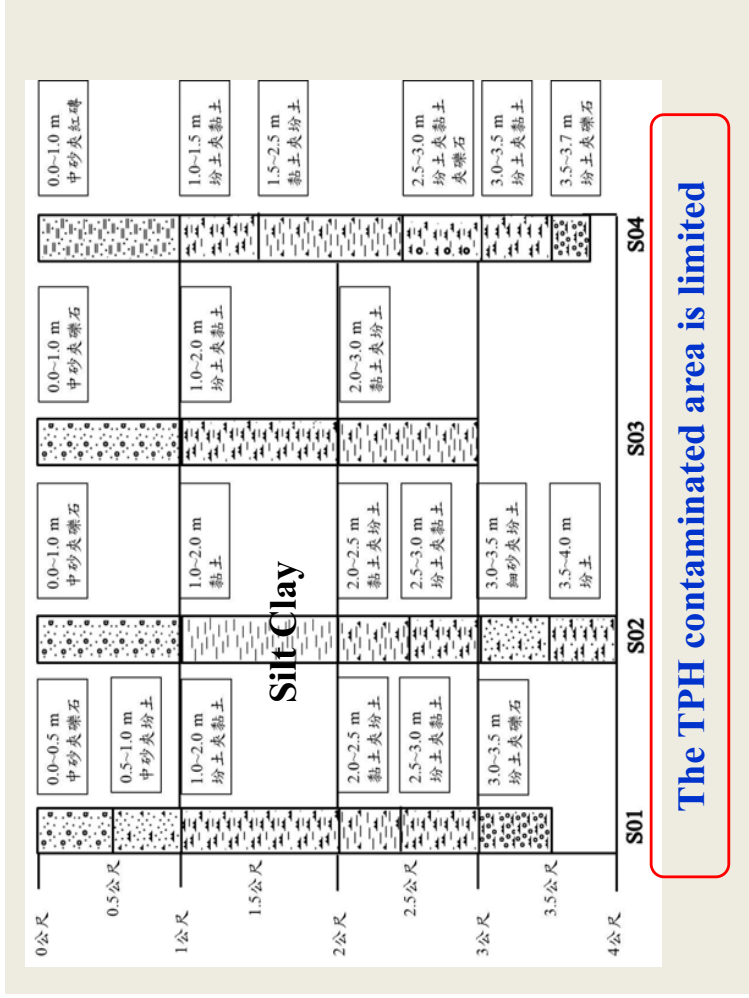 0公尺
0.5公尺
1公尺
1.5公尺
2公尺
2.5公尺
3公尺
3.5公尺
4公尺
0.0~0.5 m
中砂夾礫石
0.5~1.0 m
中砂夾坋土
1.0~2.0 m
坋土夾黏土
2.0~2.5 m
黏土夾坋土
2.5~3.0 m
坋土夾黏土
3.0~3.5 m
坋土夾礫石
S01
0.0~1.0 m
中砂夾礫石
1.0~2.0 m
黏土
2.0~2.5 m
黏土夾坋土
2.5~3.0 m
坋土夾黏土
3.0~3.5 m
細砂夾坋土
3.5~4.0 m
坋土
S02
Silt Clay
0.0~1.0 m
中砂夾礫石
1.0~2.0 m
坋土夾黏土
2.0~3.0 m
黏土夾坋土
S03
0.0~1.0 m
中砂夾紅磚
1.0~1.5 m
坋土夾黏土
1.5~2.5 m
黏土夾坋土
2.5~3.0 m
坋土夾黏土
夾礫石
3.0~3.5 m
坋土夾黏土
3.5~3.7 m
坋土夾礫石
S04
The TPH contaminated area is limited